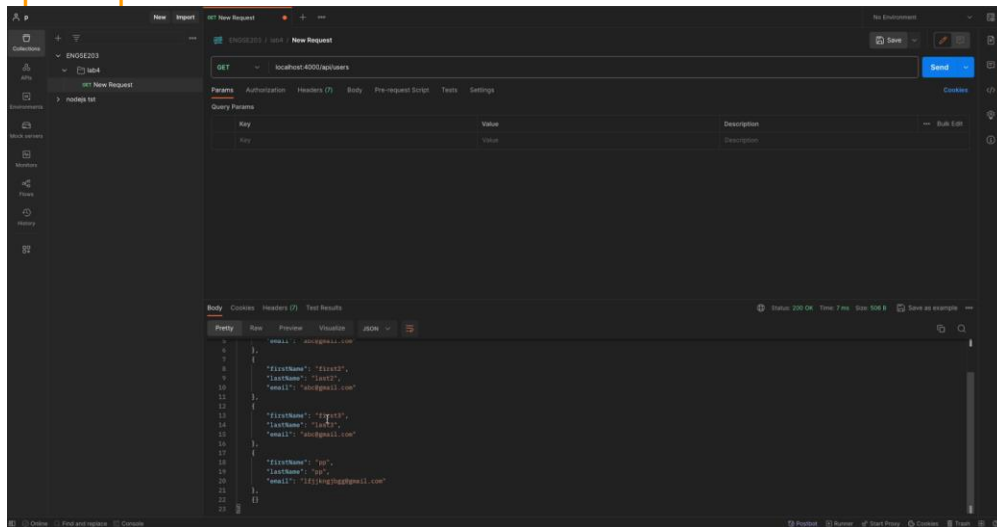 p
New Import
GET New Request
No Environment
Collections
APIs
Environments
Mock servers
Monitors
Flows
History
ENGSE203
lab4
GET New Request
nodejs tst
ENGSE203 / lab4 / New Request
Save
GET localhost:4000/api/users
Send
Params Authorization Headers (7) Body Pre-request Script Tests Settings
Cookies
Query Params
Key Value Description Bulk Edit
Key Value Description
Body Cookies Headers (7) Test Results
Status: 200 OK Time: 7 ms Size: 506 B Save as example
Pretty Raw Preview Visualize JSON
5 "email": "abc@gmail.com"
6 },
7 {
8 "firstName": "first2",
9 "lastName": "last2",
10 "email": "abc@gmail.com"
11 },
12 {
13 "firstName": "first3",
14 "lastName": "last3",
15 "email": "abc@gmail.com"
16 },
17 {
18 "firstName": "pp",
19 "lastName": "pp",
20 "email": "lfjjkngjbgg@gmail.com"
21 },
22 {}
23 ]
Online Find and replace Console
Postbot Runner Start Proxy Cookies Trash